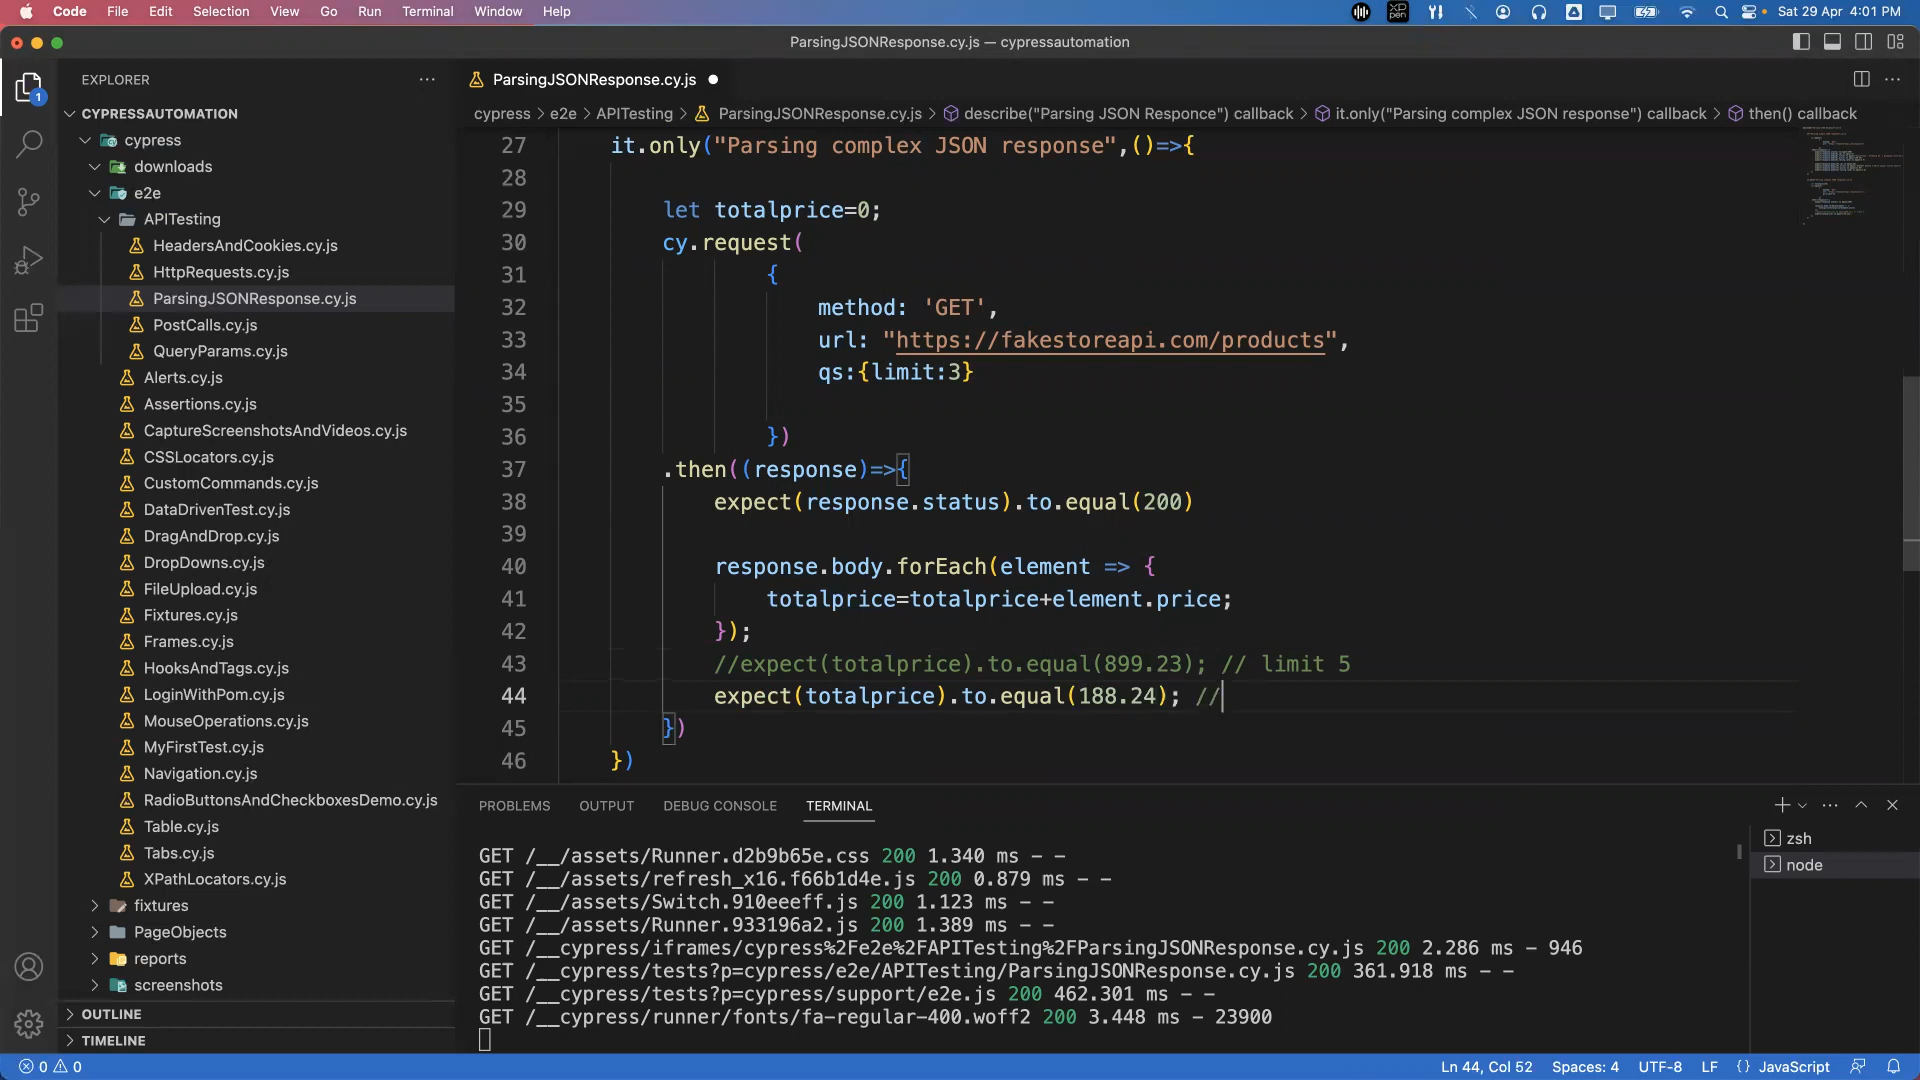 Code File Edit Selection View Go Run Terminal Window Help
XP pen
Sat 29 Apr 4:01 PM
ParsingJSONResponse.cy.js — cypressautomation
1
EXPLORER ...
CYPRESSAUTOMATION
cypress
downloads
e2e
APITesting
HeadersAndCookies.cy.js
HttpRequests.cy.js
ParsingJSONResponse.cy.js
PostCalls.cy.js
QueryParams.cy.js
Alerts.cy.js
Assertions.cy.js
CaptureScreenshotsAndVideos.cy.js
CSSLocators.cy.js
CustomCommands.cy.js
DataDrivenTest.cy.js
DragAndDrop.cy.js
DropDowns.cy.js
FileUpload.cy.js
Fixtures.cy.js
Frames.cy.js
HooksAndTags.cy.js
LoginWithPom.cy.js
MouseOperations.cy.js
MyFirstTest.cy.js
Navigation.cy.js
RadioButtonsAndCheckboxesDemo.cy.js
Table.cy.js
Tabs.cy.js
XPathLocators.cy.js
fixtures
PageObjects
reports
screenshots
OUTLINE
TIMELINE
ParsingJSONResponse.cy.js
cypress > e2e > APITesting > ParsingJSONResponse.cy.js > describe("Parsing JSON Responce") callback > it.only("Parsing complex JSON response") callback > then() callback
27 it.only("Parsing complex JSON response",()=>{
28
29 let totalprice=0;
30 cy.request(
31 {
32 method: 'GET',
33 url: "https://fakestoreapi.com/products",
34 qs:{limit:3}
35
36 })
37 .then((response)=>{
38 expect(response.status).to.equal(200)
39
40 response.body.forEach(element => {
41 totalprice=totalprice+element.price;
42 });
43 //expect(totalprice).to.equal(899.23); // limit 5
44 expect(totalprice).to.equal(188.24); //
45 })
46 })
PROBLEMS OUTPUT DEBUG CONSOLE TERMINAL
GET /__/assets/Runner.d2b9b65e.css 200 1.340 ms - -
GET /__/assets/refresh_x16.f66b1d4e.js 200 0.879 ms - -
GET /__/assets/Switch.910eeeff.js 200 1.123 ms - -
GET /__/assets/Runner.933196a2.js 200 1.389 ms - -
GET /__cypress/iframes/cypress%2Fe2e%2FAPITesting%2FParsingJSONResponse.cy.js 200 2.286 ms - 946
GET /__cypress/tests?p=cypress/e2e/APITesting/ParsingJSONResponse.cy.js 200 361.918 ms - -
GET /__cypress/tests?p=cypress/support/e2e.js 200 462.301 ms - -
GET /__cypress/runner/fonts/fa-regular-400.woff2 200 3.448 ms - 23900
zsh
node
0 0 Ln 44, Col 52 Spaces: 4 UTF-8 LF {} JavaScript